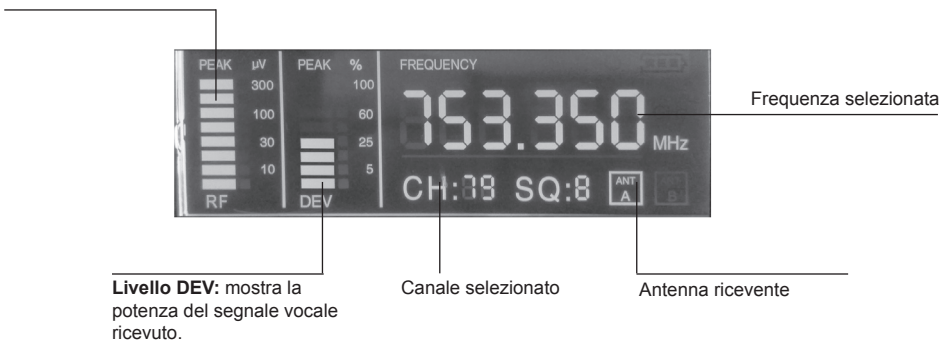 PEAK µV PEAK % FREQUENCY
300 100
100 60
30 25
10 5
753.350 MHz
Frequenza selezionata
CH:79 SQ:8 ANT A
B
RF DEV
Livello DEV: mostra la
potenza del segnale vocale
ricevuto.
Canale selezionato
Antenna ricevente